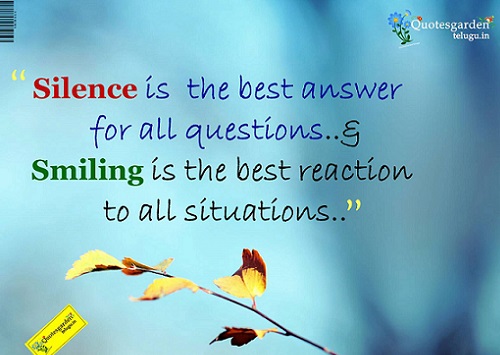 Quotesgarden
telugu.in
“Silence is the best answer
for all questions..&
Smiling is the best reaction
to all situations..”
Quotesgarden
telugu.in